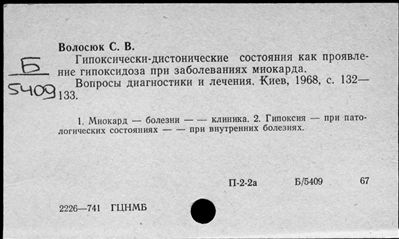 Волосюк С. В.
Гипоксически-дистонические состояния как проявле-
Б
ние гипоксидоза при заболеваниях миокарда.
Вопросы диагностики и лечения. Киев, 1968, с. 132—
5409
133.
1. Миокард — болезни — — клиника. 2. Гипоксия — при пато-
логических состояниях — — при внутренних болезнях.
П-2-2а Б/5409 67
2226—741 ГЦНМБ